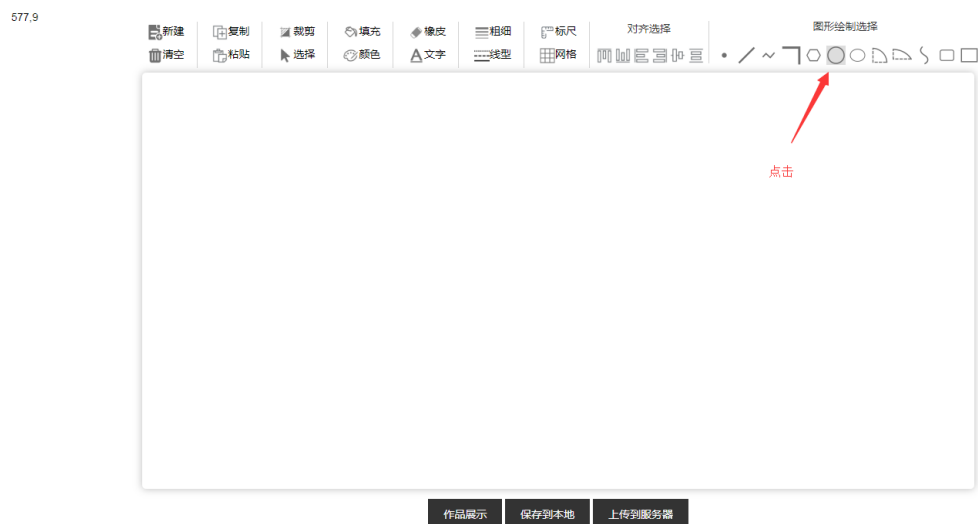 577,9
新建 复制 裁剪 填充 橡皮 粗细 标尺 对齐选择 图形绘制选择
清空 粘贴 选择 颜色 文字 线型 网格
点击
作品展示 保存到本地 上传到服务器